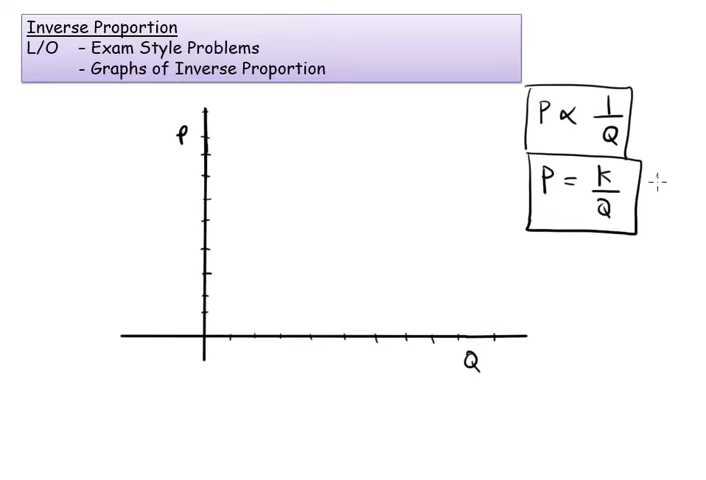 Inverse Proportion
L/O - Exam Style Problems
- Graphs of Inverse Proportion
P
P ∝ 1/Q
P = K/Q
Q